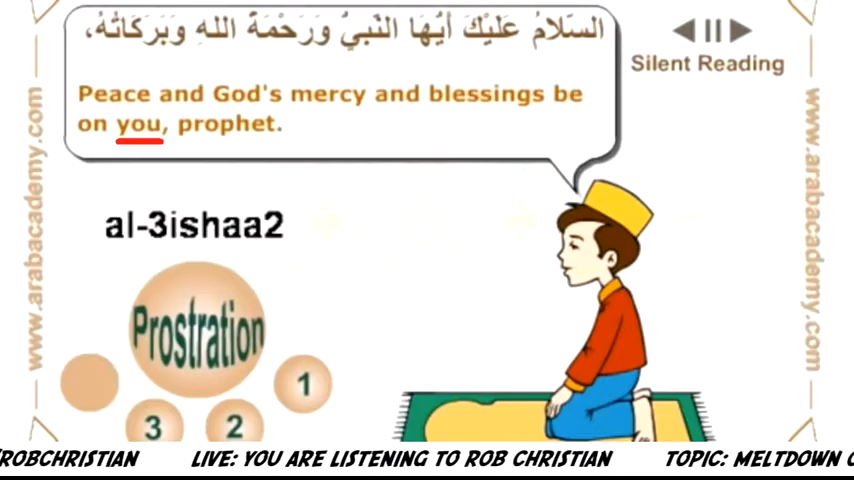 السَّلامُ عَلَيْكَ أَيُّهَا النَّبيُّ وَرَحْمَةُ اللهِ وَبَرَكَاتُهُ،
Peace and God's mercy and blessings be
on you, prophet.
Silent Reading
www.arabacademy.com
www.arabacademy.com
al-3ishaa2
Prostration
1
2
3
ROBCHRISTIAN LIVE: YOU ARE LISTENING TO ROB CHRISTIAN TOPIC: MELTDOWN